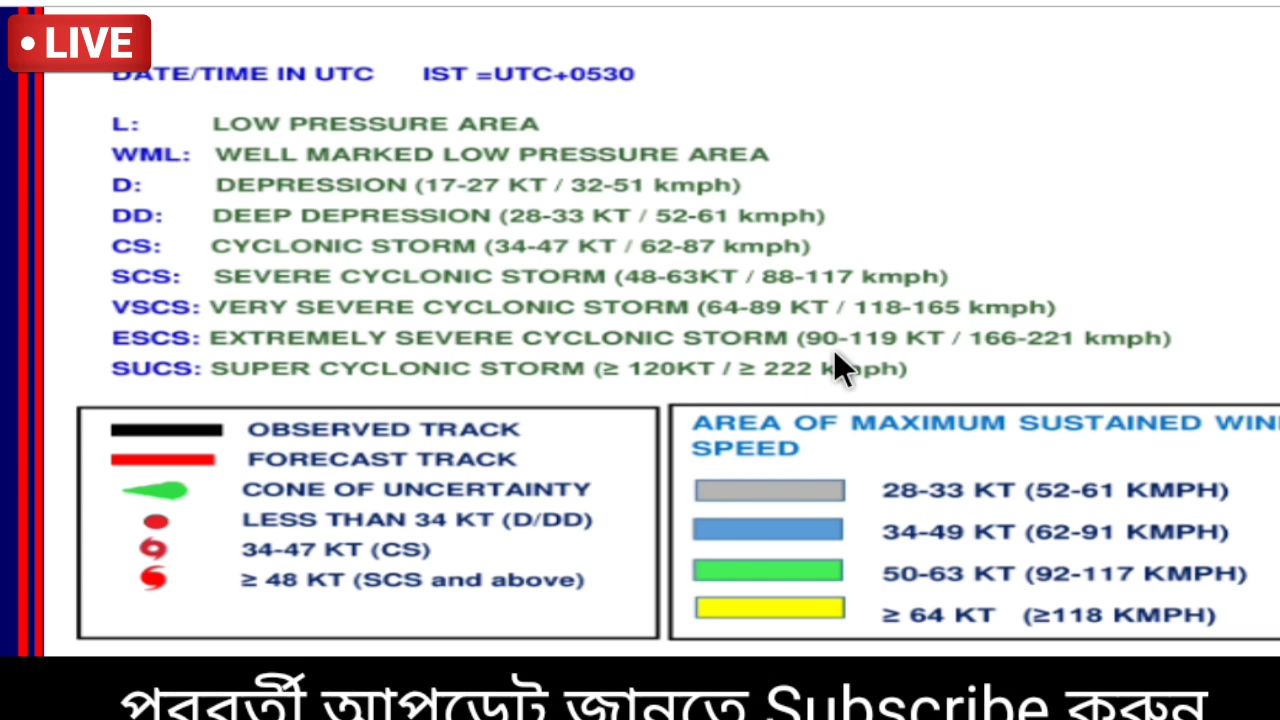 LIVE
DATE/TIME IN UTC IST =UTC+0530
L: LOW PRESSURE AREA
WML: WELL MARKED LOW PRESSURE AREA
D: DEPRESSION (17-27 KT / 32-51 kmph)
DD: DEEP DEPRESSION (28-33 KT / 52-61 kmph)
CS: CYCLONIC STORM (34-47 KT / 62-87 kmph)
SCS: SEVERE CYCLONIC STORM (48-63KT / 88-117 kmph)
VSCS: VERY SEVERE CYCLONIC STORM (64-89 KT / 118-165 kmph)
ESCS: EXTREMELY SEVERE CYCLONIC STORM (90-119 KT / 166-221 kmph)
SUCS: SUPER CYCLONIC STORM (≥ 120KT / ≥ 222 kmph)
OBSERVED TRACK
FORECAST TRACK
CONE OF UNCERTAINTY
LESS THAN 34 KT (D/DD)
34-47 KT (CS)
≥ 48 KT (SCS and above)
AREA OF MAXIMUM SUSTAINED
SPEED
28-33 KT (52-61 KMPH)
34-49 KT (62-91 KMPH)
50-63 KT (92-117 KMPH)
≥ 64 KT (≥118 KMPH)
পরবর্তী আপডেট জানতে Subscribe করুন